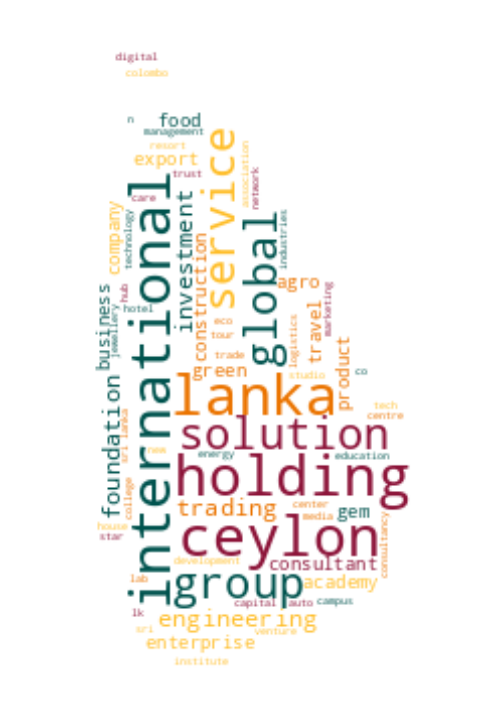 digital
colombo
n
food
management
resort
export
trust
service
association
network
care
international
investment
company
technology
construction
global
industries
agro
hub
hotel
business
jewellery
eco
tour
logistics
travel
marketing
trade
green
product
co
studio
foundation
lanka
sri lanka
tech
centre
solution
new
energy
education
holding
college
trading
center
media
gem
house
star
ceylon
consultancy
development
consultant
lab
group
academy
lk
capital
auto
campus
engineering
sri
venture
enterprise
institute